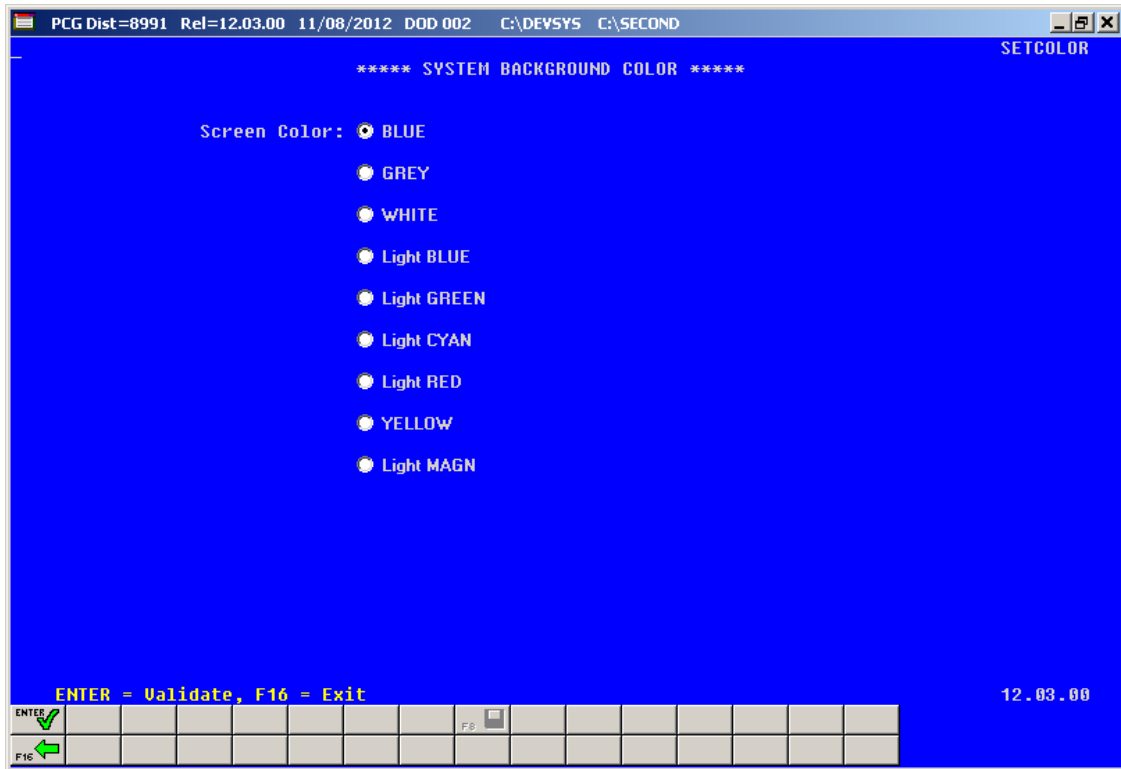 PCG Dist=8991 Rel=12.03.00 11/08/2012 DOD 002 C:\DEVSYS C:\SECOND
SETCOLOR
***** SYSTEM BACKGROUND COLOR *****
Screen Color: BLUE
GREY
WHITE
Light BLUE
Light GREEN
Light CYAN
Light RED
YELLOW
Light MAGN
ENTER = Validate, F16 = Exit
12.03.00
ENTER
F8
F16